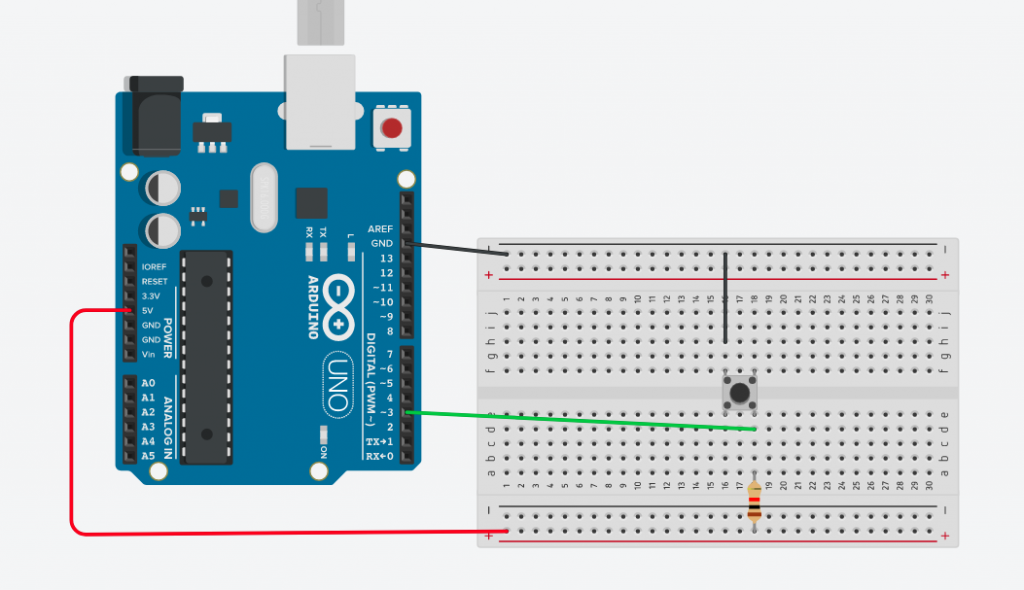 AREF
GND
13
12
~11
~10
~9
8
7
~6
~5
4
~3
2
TX→1
RX←0
DIGITAL (PWM~)
RX
TX
L
ARDUINO
UNO
ON
IOREF
RESET
3.3V
5V
GND
GND
Vin
POWER
A0
A1
A2
A3
A4
A5
ANALOG IN
− −
+ +
1 2 3 4 5 6 7 8 9 10 11 12 13 14 15 16 17 18 19 20 21 22 23 24 25 26 27 28 29 30
j j
i i
h h
g g
f f
e e
d d
c c
b b
a a
1 2 3 4 5 6 7 8 9 10 11 12 13 14 15 16 17 18 19 20 21 22 23 24 25 26 27 28 29 30
− −
+ +